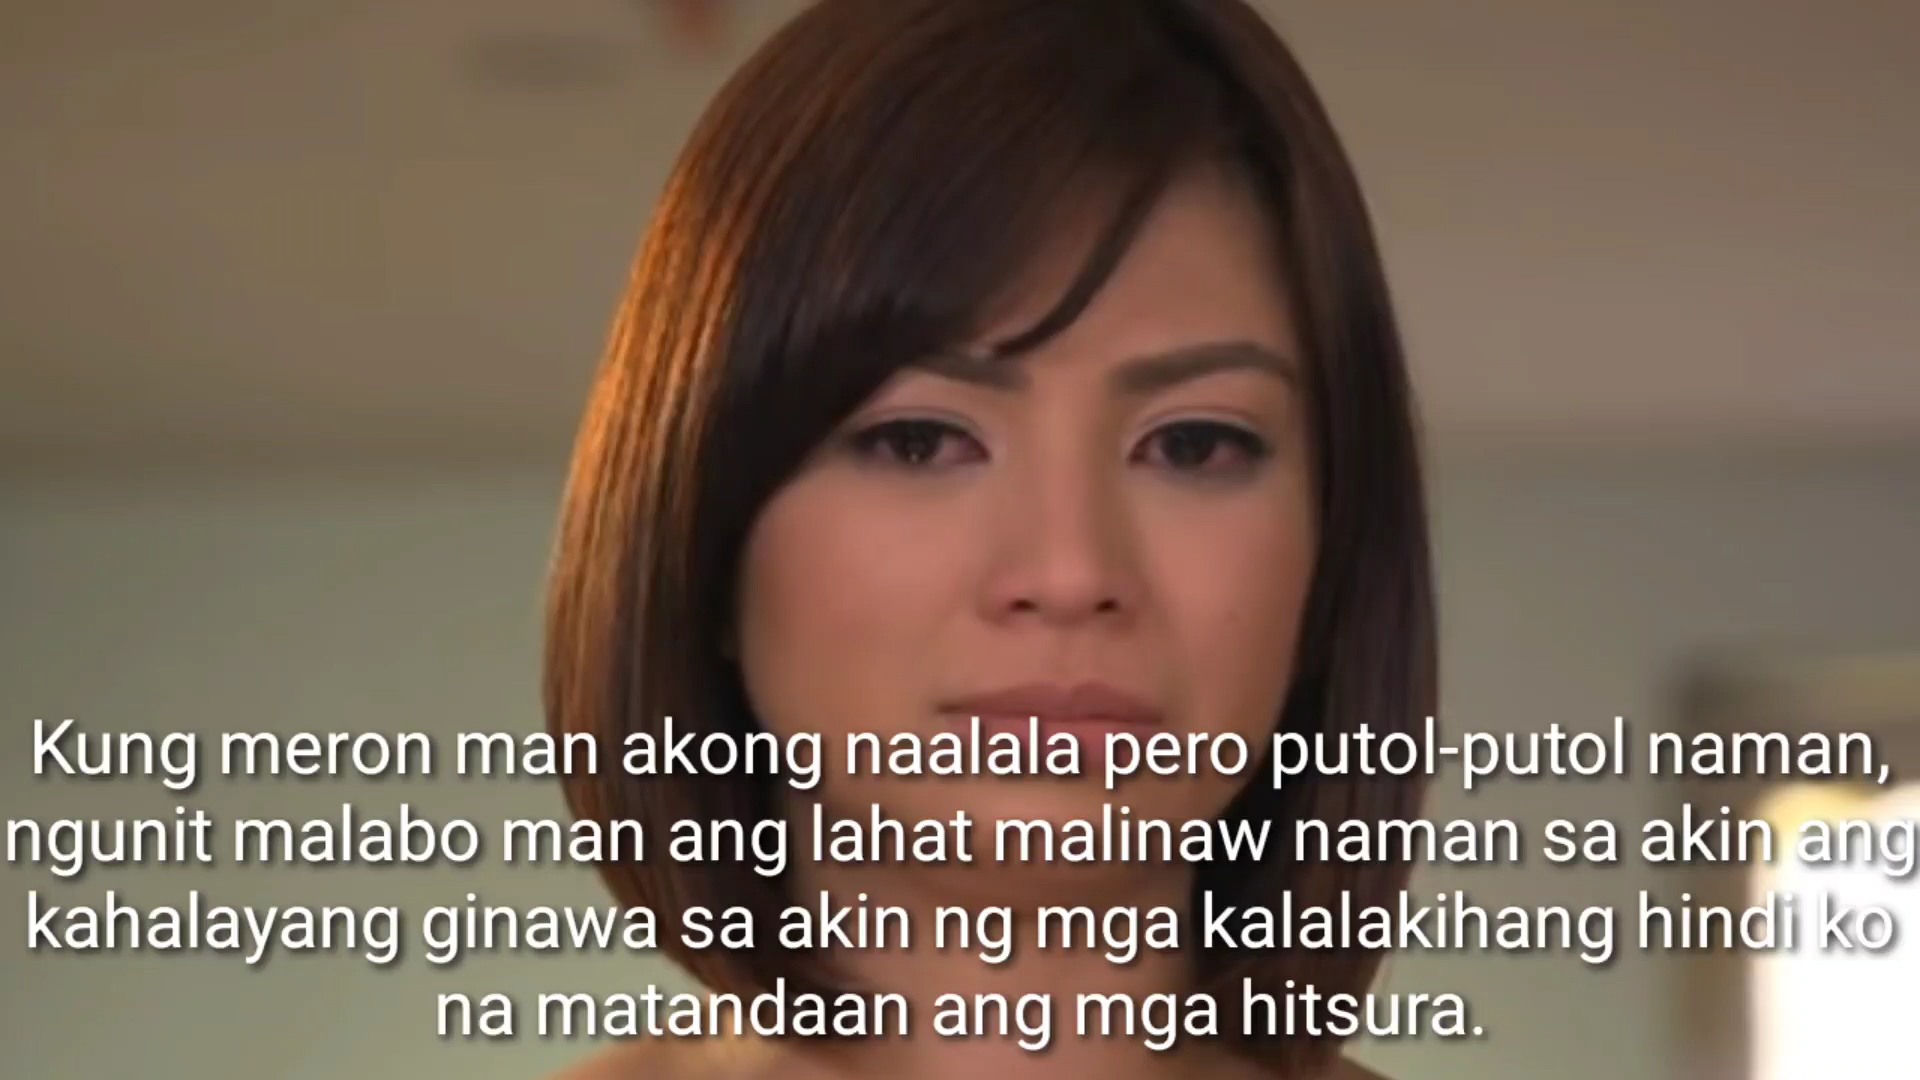 Kung meron man akong naalala pero putol-putol naman,
ngunit malabo man ang lahat malinaw naman sa akin ang
kahalayang ginawa sa akin ng mga kalalakihang hindi ko
na matandaan ang mga hitsura.